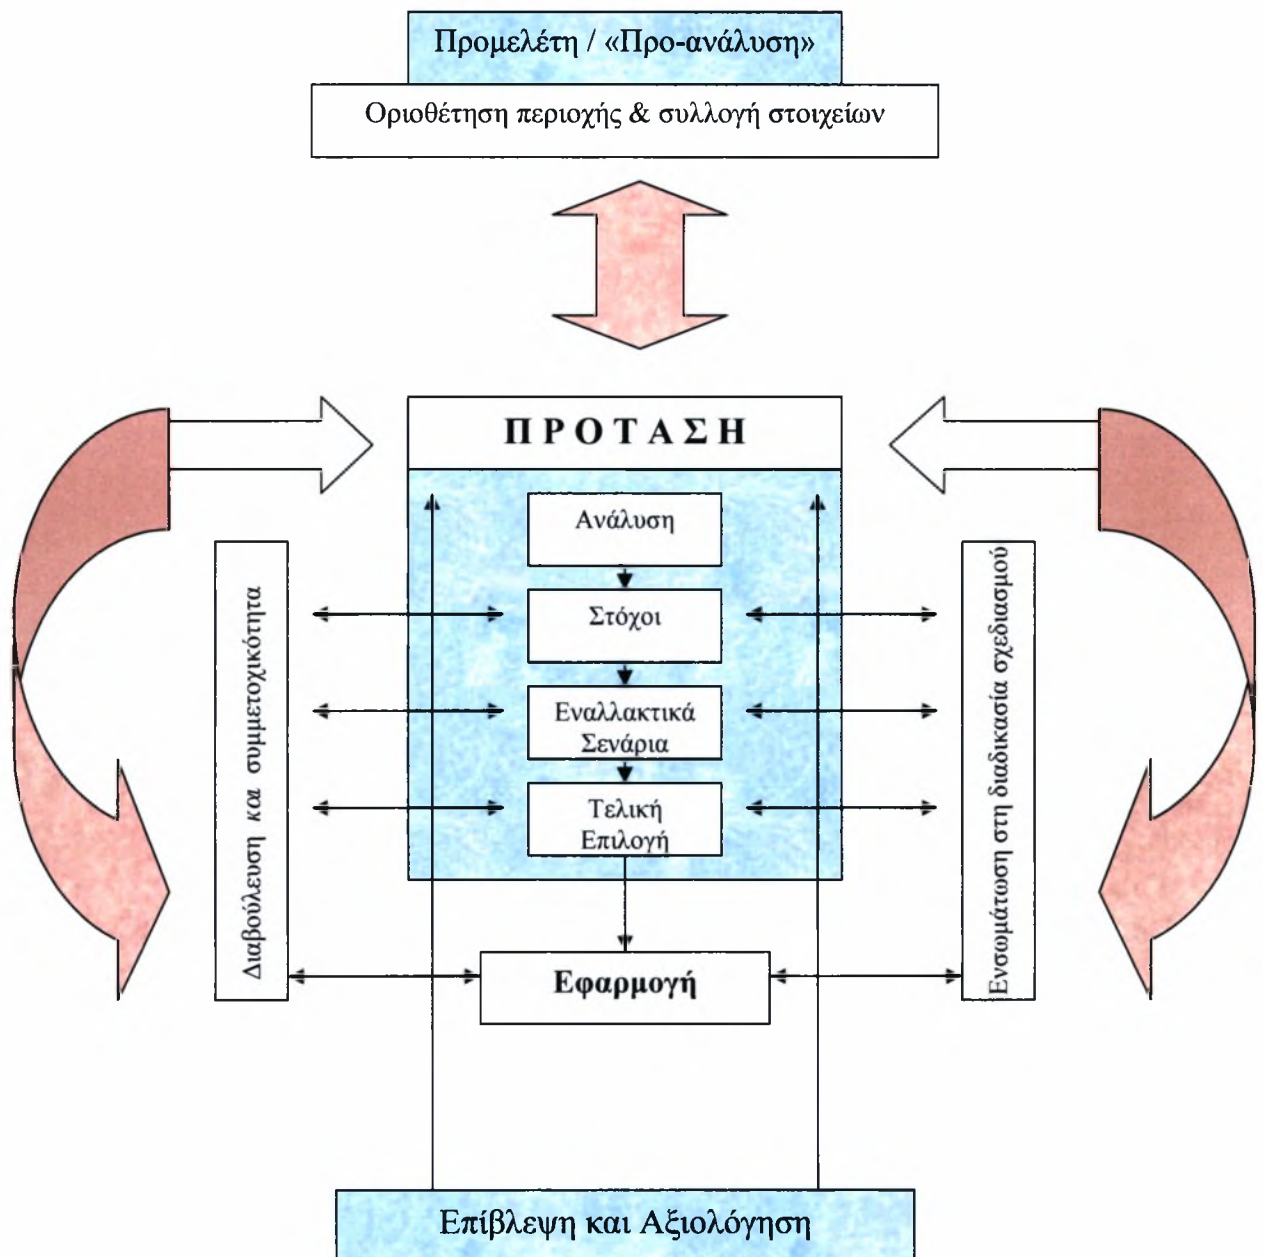 Προμελέτη / «Προ-ανάλυση»
Οριοθέτηση περιοχής & συλλογή στοιχείων
Π Ρ Ο Τ Α Σ Η
Ανάλυση
Στόχοι
Εναλλακτικά
Σενάρια
Τελική
Επιλογή
Διαβούλευση και συμμετοχικότητα
Ενσωμάτωση στη διαδικασία σχεδιασμού
Εφαρμογή
Επίβλεψη και Αξιολόγηση